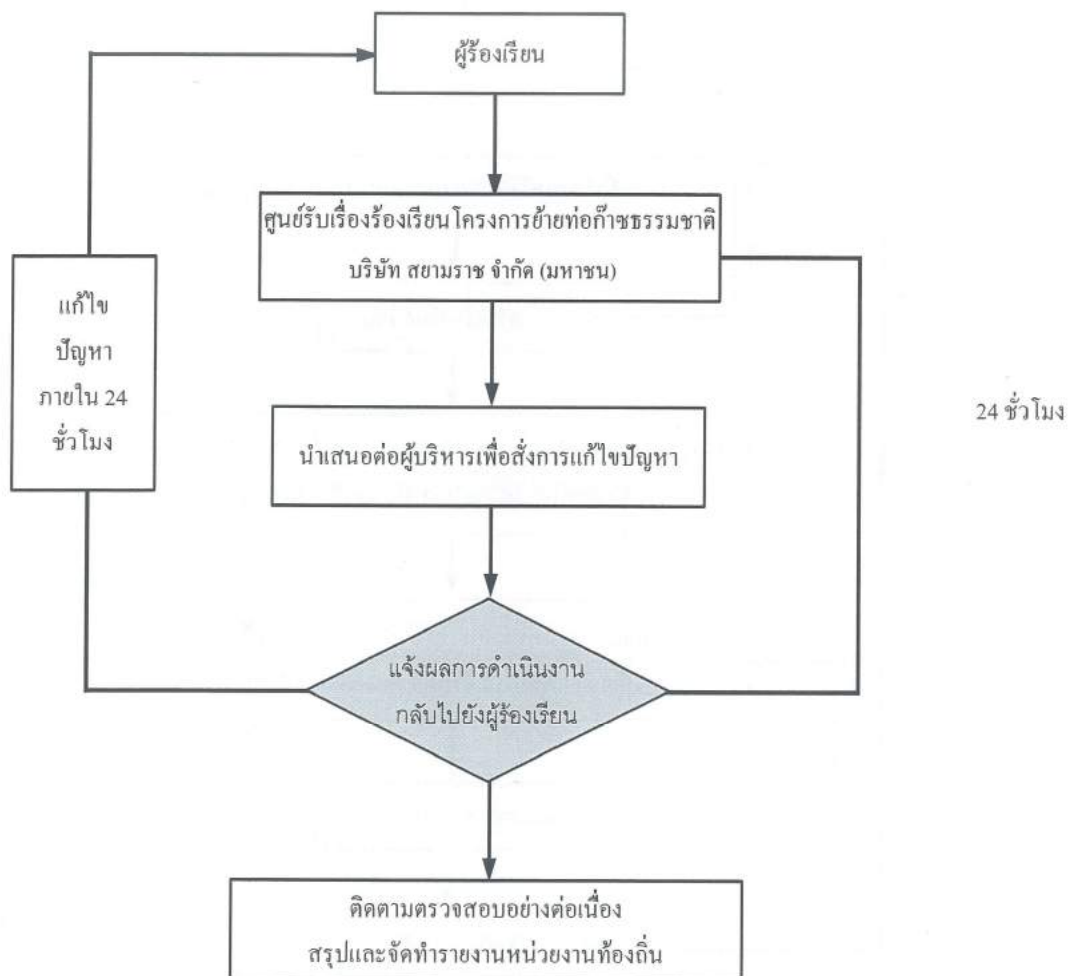 ผู้ร้องเรียน
ศูนย์รับเรื่องร้องเรียน โครงการย้ายท่อก๊าซธรรมชาติ
บริษัท สยามราช จำกัด (มหาชน)
แก้ไข
ปัญหา
ภายใน 24
ชั่วโมง
24 ชั่วโมง
นำเสนอต่อผู้บริหารเพื่อสั่งการแก้ไขปัญหา
แจ้งผลการดำเนินงาน
กลับไปยังผู้ร้องเรียน
ติดตามตรวจสอบอย่างต่อเนื่อง
สรุปและจัดทำรายงานหน่วยงานท้องถิ่น